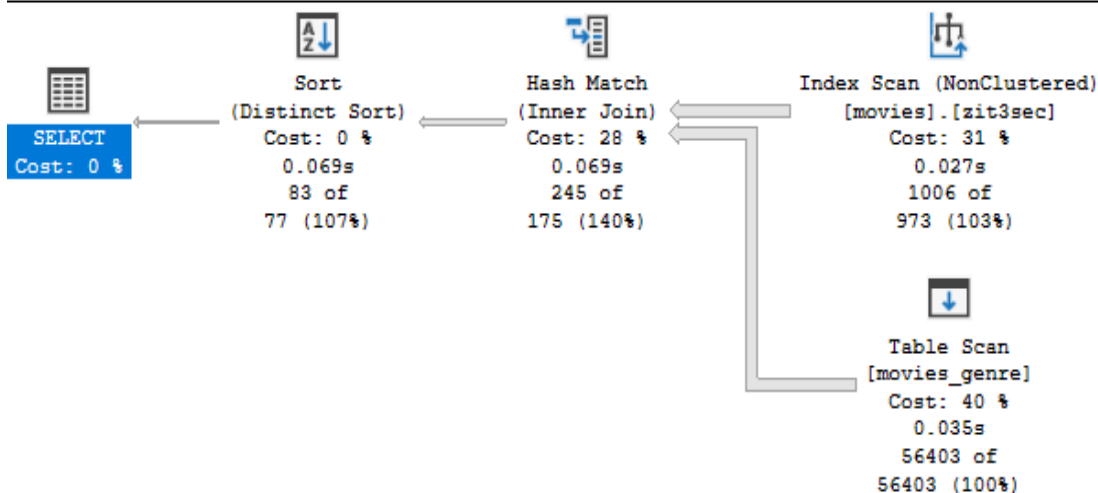 SELECT
Cost: 0 %
A
Z
Sort
(Distinct Sort)
Cost: 0 %
0.069s
83 of
77 (107%)
Hash Match
(Inner Join)
Cost: 28 %
0.069s
245 of
175 (140%)
Index Scan (NonClustered)
[movies].[zit3sec]
Cost: 31 %
0.027s
1006 of
973 (103%)
Table Scan
[movies_genre]
Cost: 40 %
0.035s
56403 of
56403 (100%)